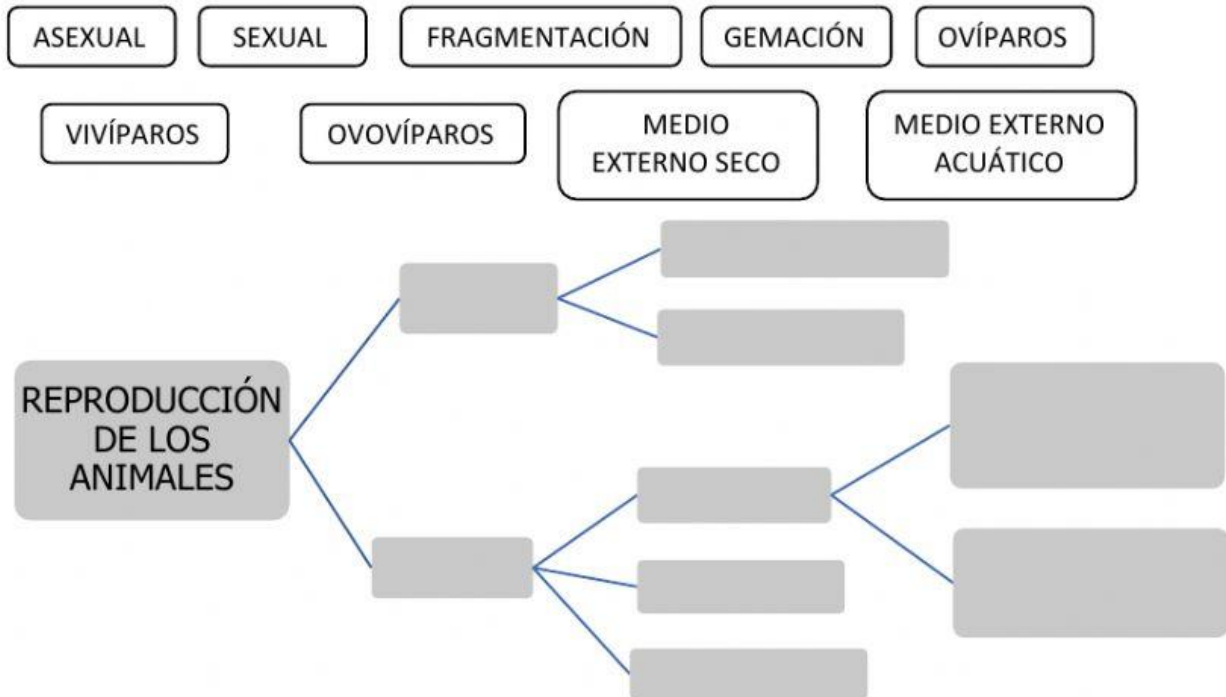 ASEXUAL
SEXUAL
FRAGMENTACIÓN
GEMACIÓN
OVÍPAROS
VIVÍPAROS
OVOVÍPAROS
MEDIO
EXTERNO SECO
MEDIO EXTERNO
ACUÁTICO
REPRODUCCIÓN
DE LOS
ANIMALES